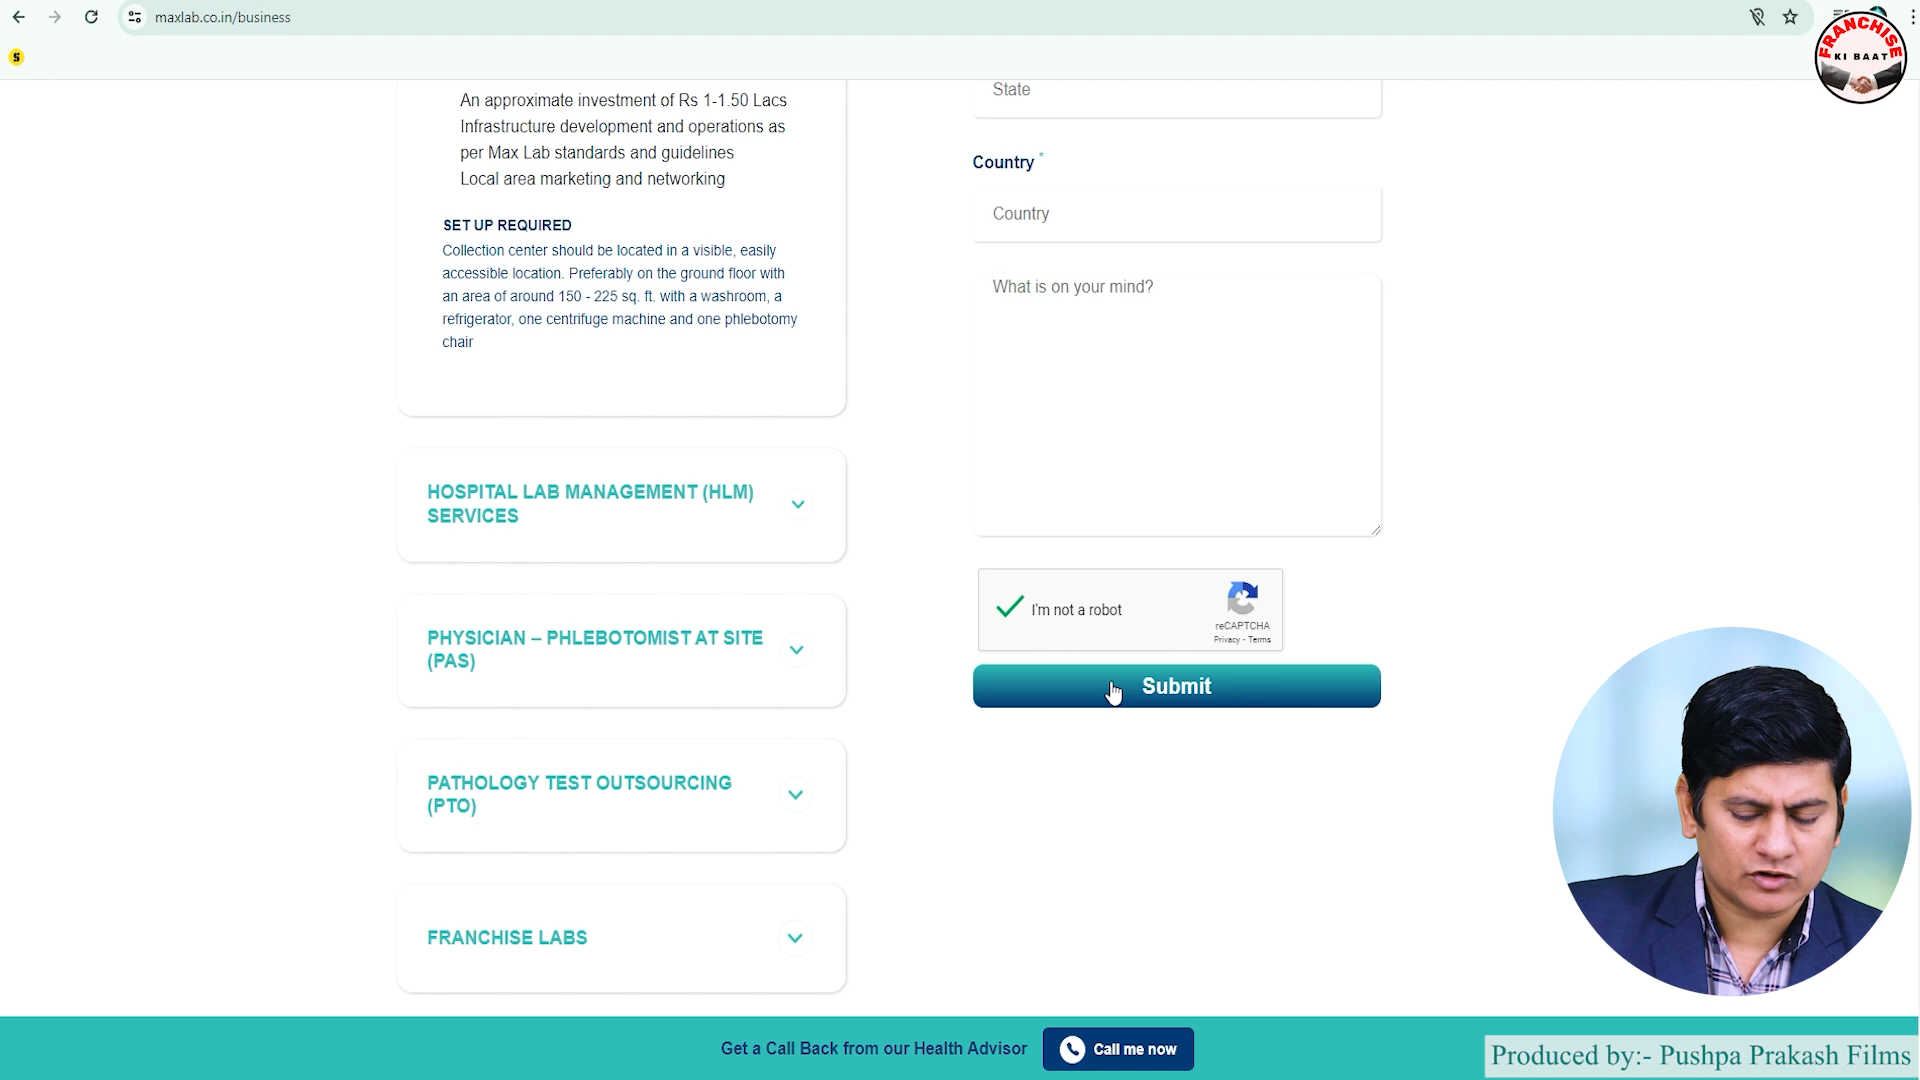 maxlab.co.in/business
S
FRANCHISE
KI BAAT
An approximate investment of Rs 1-1.50 Lacs
Infrastructure development and operations as
per Max Lab standards and guidelines
Local area marketing and networking
SET UP REQUIRED
Collection center should be located in a visible, easily
accessible location. Preferably on the ground floor with
an area of around 150 - 225 sq. ft. with a washroom, a
refrigerator, one centrifuge machine and one phlebotomy
chair
HOSPITAL LAB MANAGEMENT (HLM)
SERVICES
PHYSICIAN – PHLEBOTOMIST AT SITE
(PAS)
PATHOLOGY TEST OUTSOURCING
(PTO)
FRANCHISE LABS
State
Country *
Country
What is on your mind?
I'm not a robot
reCAPTCHA
Privacy - Terms
Submit
Get a Call Back from our Health Advisor
Call me now
Produced by:- Pushpa Prakash Films